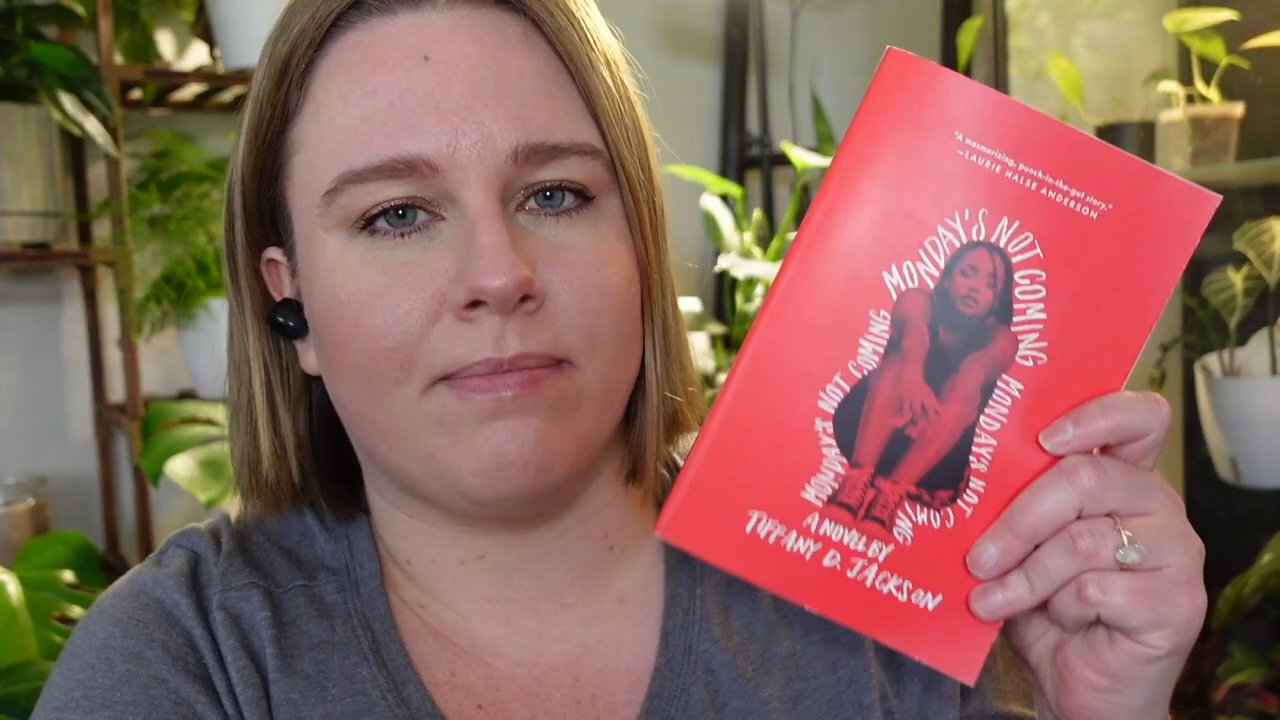 "A mesmerizing, punch-in-the-gut story."
—LAURIE HALSE ANDERSON
MONDAY'S NOT COMING MONDAY'S NOT COMING MONDAY'S NOT COMING
A NOVEL BY
TIFFANY D. JACKSON